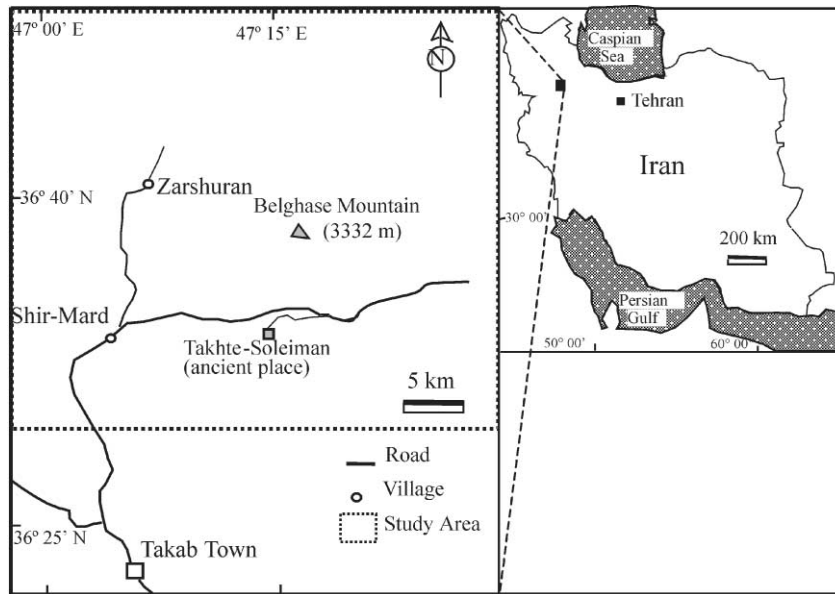 47º 00' E
47º 15' E
N
Zarshuran
36º 40' N
Belghase Mountain
(3332 m)
Shir-Mard
Takhte-Soleiman
(ancient place)
5 km
Road
Village
Study Area
36º 25' N
Takab Town
Caspian
Sea
Tehran
Iran
30º 00'
200 km
Persian
Gulf
50º 00'
60º 00'